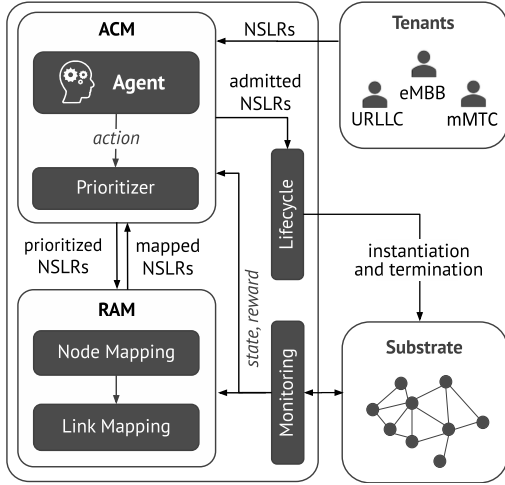 ACM
NSLRs
Tenants
Agent
eMBB
URLLC
mMTC
admitted
NSLRs
action
Prioritizer
Lifecycle
prioritized
NSLRs
mapped
NSLRs
instantiation
and termination
state, reward
RAM
Node Mapping
Link Mapping
Monitoring
Substrate